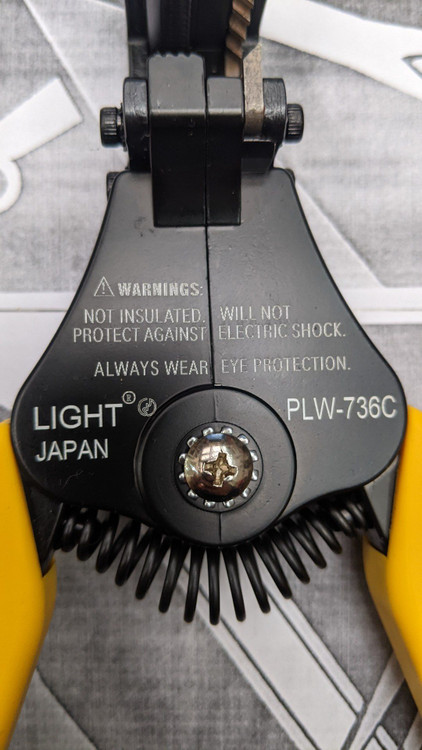 ⚠ WARNINGS:
NOT INSULATED. WILL NOT
PROTECT AGAINST ELECTRIC SHOCK.
ALWAYS WEAR EYE PROTECTION.
LIGHT®
JAPAN
PLW-736C